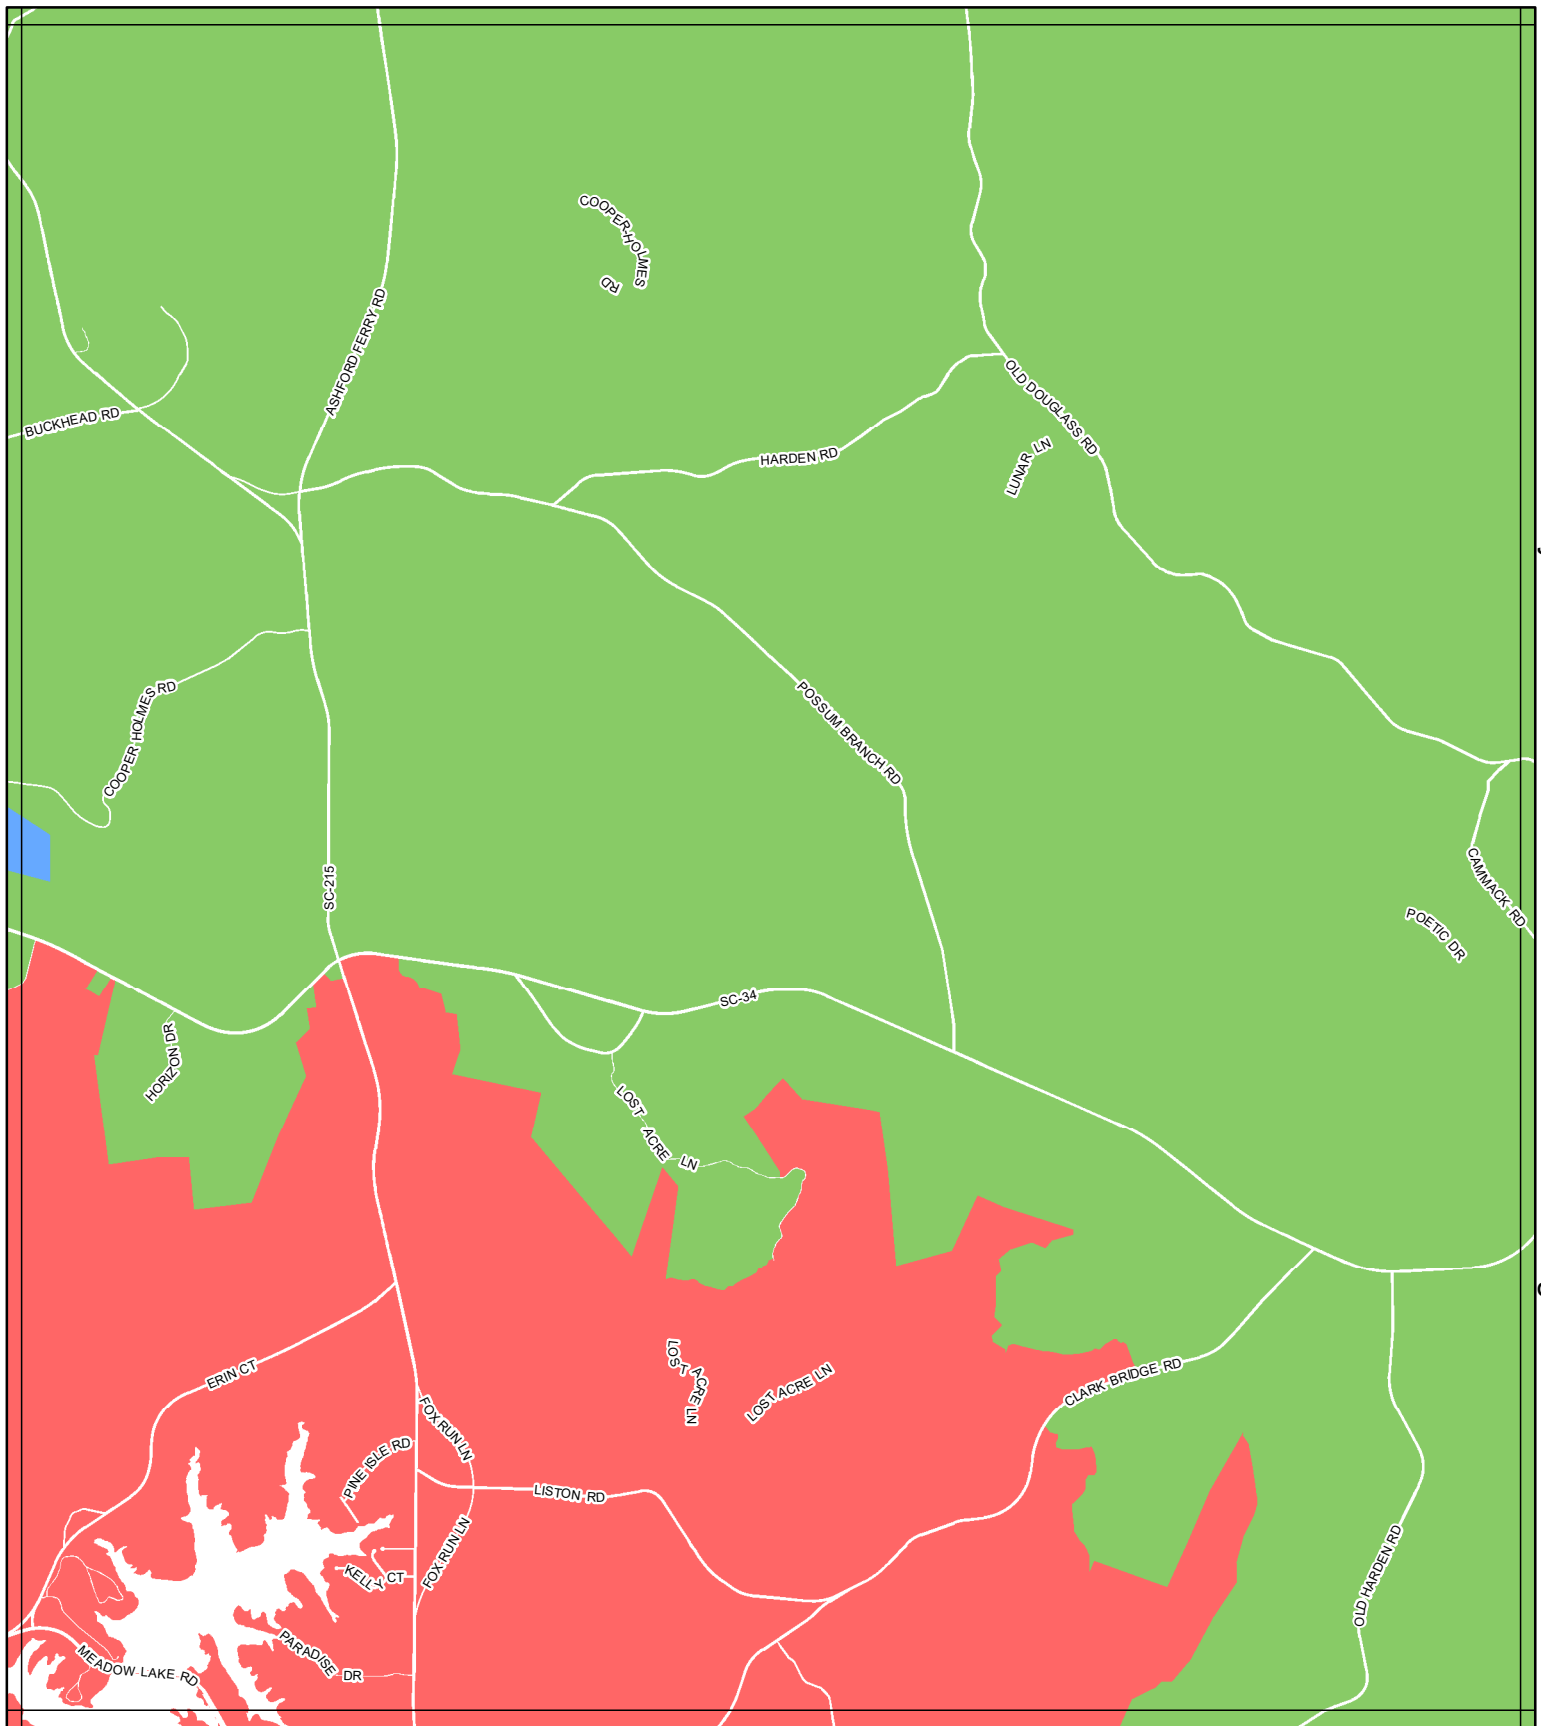 COOPER-HOLMES
RD
ASHFORD FERRY RD
BUCKHEAD RD
OLD DOUGLASS RD
HARDEN RD
LUNAR LN
COOPER HOLMES RD
POSSUM BRANCH RD
SC-215
CAMMACK RD
POETIC DR
SC-34
HORIZON DR
LOST ACRE LN
LOST ACRE LN
LOST ACRE LN
ERIN CT
CLARK BRIDGE RD
FOX RUN LN
PINE ISLE RD
LISTON RD
FOX RUN LN
KELLY CT
OLD HARDEN RD
PARADISE DR
MEADOW LAKE RD